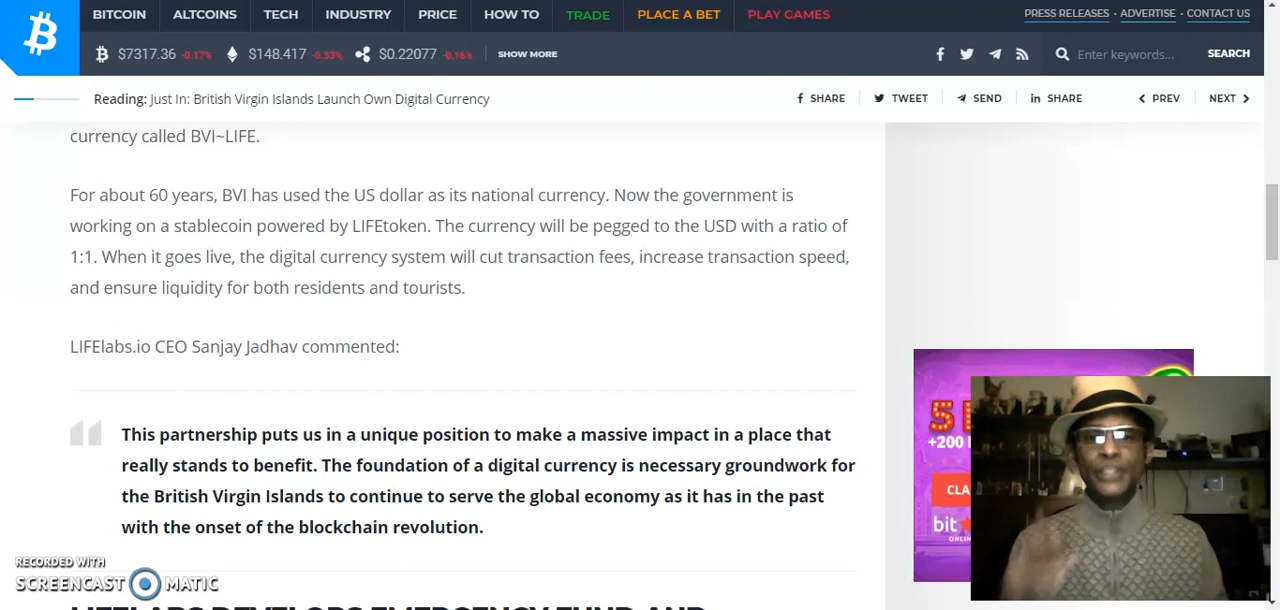 BITCOIN ALTCOINS TECH INDUSTRY PRICE HOW TO TRADE PLACE A BET PLAY GAMES PRESS RELEASES · ADVERTISE · CONTACT US
$7317.36 -0.17% $148.417 -0.33% $0.22077 -0.16% SHOW MORE Enter keywords... SEARCH
Reading: Just In: British Virgin Islands Launch Own Digital Currency SHARE TWEET SEND SHARE PREV NEXT
currency called BVI~LIFE.
For about 60 years, BVI has used the US dollar as its national currency. Now the government is
working on a stablecoin powered by LIFEtoken. The currency will be pegged to the USD with a ratio of
1:1. When it goes live, the digital currency system will cut transaction fees, increase transaction speed,
and ensure liquidity for both residents and tourists.
LIFElabs.io CEO Sanjay Jadhav commented:
This partnership puts us in a unique position to make a massive impact in a place that
really stands to benefit. The foundation of a digital currency is necessary groundwork for
the British Virgin Islands to continue to serve the global economy as it has in the past
with the onset of the blockchain revolution.
5
+200
CLA
bit
ONLIN
RECORDED WITH
SCREENCAST MATIC
LIFELABS DEVELOPS EMERGENCY FUND AND